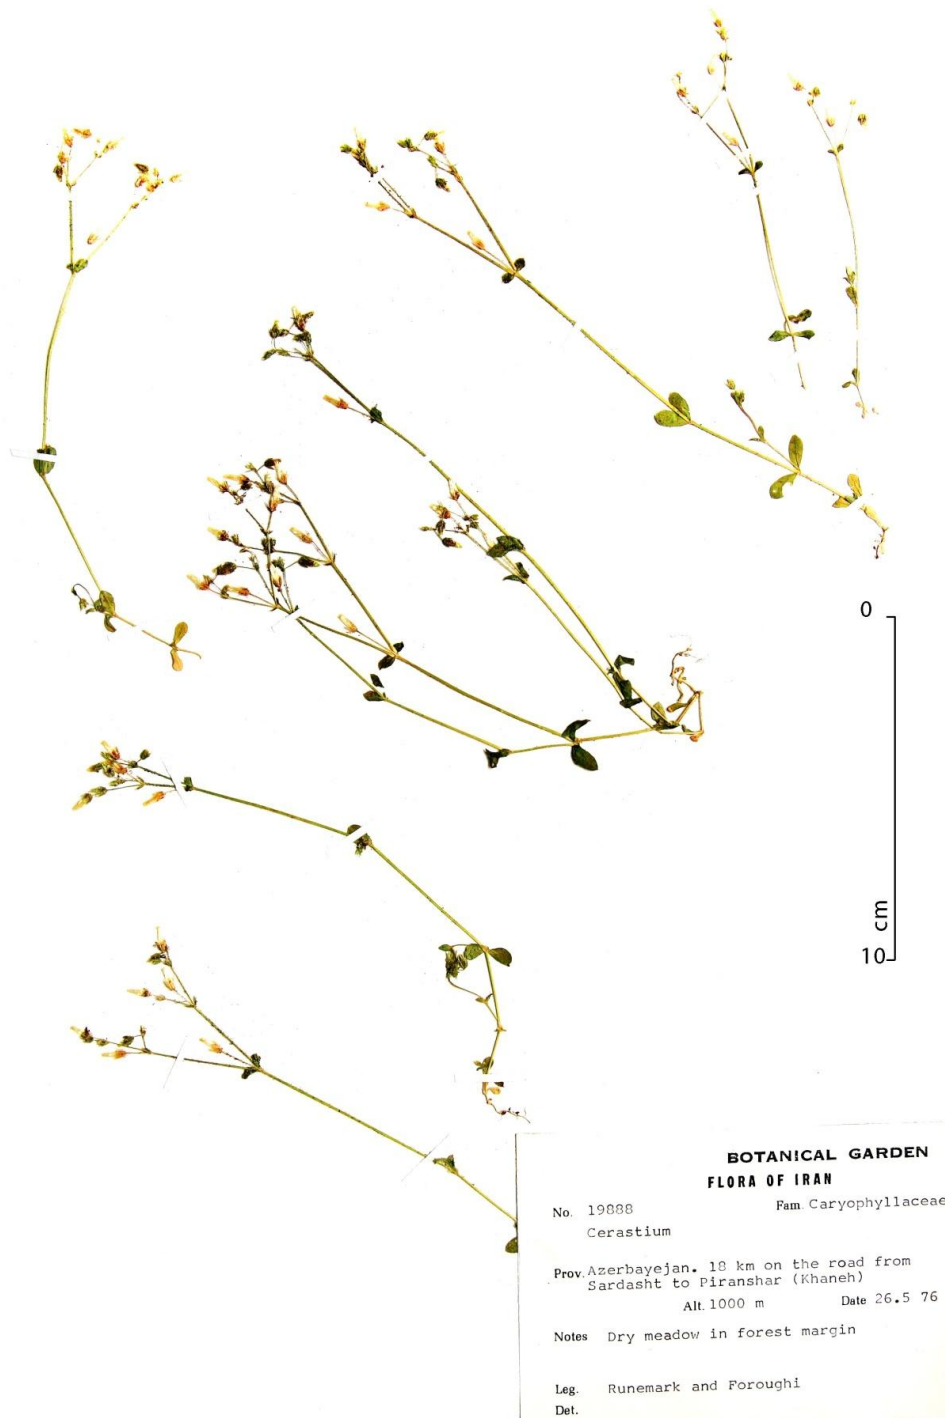 0
cm
10
BOTANICAL GARDEN
FLORA OF IRAN
No. 19888 Fam. Caryophyllaceae
Cerastium
Prov. Azerbayejan. 18 km on the road from
Sardasht to Piranshar (Khaneh)
Alt. 1000 m Date 26.5 76
Notes Dry meadow in forest margin
Leg. Runemark and Foroughi
Det.